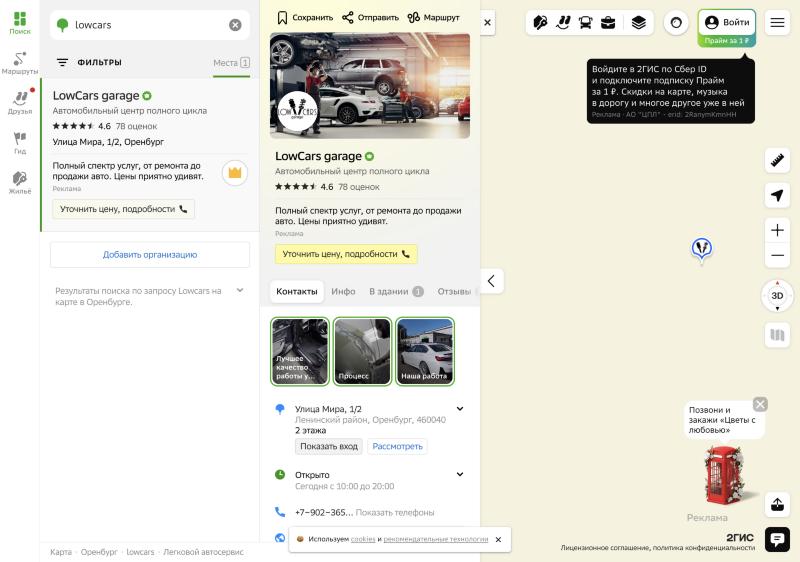 Поиск
Маршруты
Друзья
Гид
Жильё
lowcars
ФИЛЬТРЫ
Места 1
LowCars garage
Автомобильный центр полного цикла
4.6 78 оценок
Улица Мира, 1/2, Оренбург
Полный спектр услуг, от ремонта до
продажи авто. Цены приятно удивят.
Реклама
Уточнить цену, подробности
Добавить организацию
Результаты поиска по запросу Lowcars на
карте в Оренбурге.
Карта · Оренбург · lowcars · Легковой автосервис
Сохранить Отправить Маршрут
LOW CARS
garage
LowCars garage
Автомобильный центр полного цикла
4.6 78 оценок
Полный спектр услуг, от ремонта до продажи
авто. Цены приятно удивят.
Реклама
Уточнить цену, подробности
Контакты Инфо В здании 1 Отзывы
Лучшее
качество
работы у...
Процесс
Наша работа
Улица Мира, 1/2
Ленинский район, Оренбург, 460040
2 этажа
Показать вход Рассмотреть
Открыто
Сегодня с 10:00 до 20:00
+7‒902‒365... Показать телефоны
Используем cookies и рекомендательные технологии
Войти
Прайм за 1 ₽
Войдите в 2ГИС по Сбер ID
и подключите подписку Прайм
за 1 ₽. Скидки на карте, музыка
в дорогу и многое другое уже в ней
Реклама · АО "ЦПЛ" · erid: 2RanymKmnHH
3D
Позвони и
закажи «Цветы с
любовью»
Реклама
2ГИС
Лицензионное соглашение, политика конфиденциальности